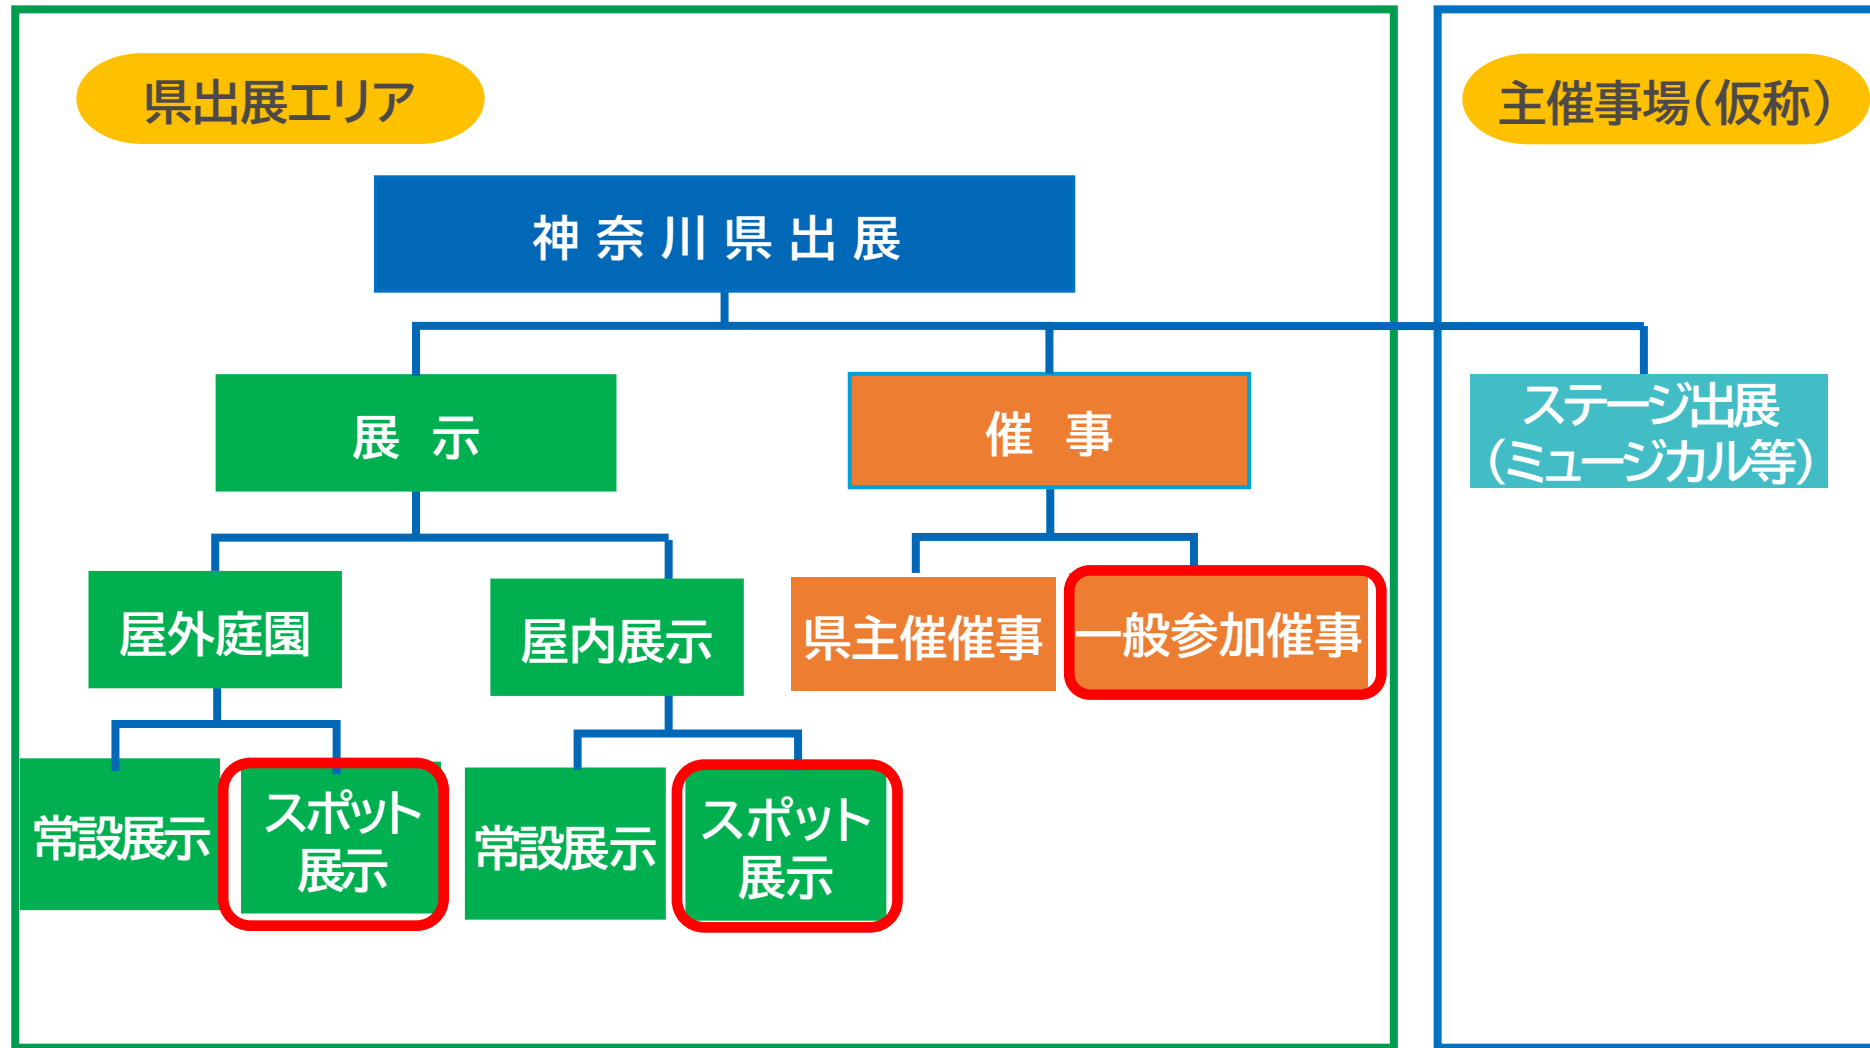 県出展エリア
主催事場（仮称）
神奈川県出展
展示
催事
ステージ出展
（ミュージカル等）
屋外庭園
屋内展示
県主催催事
一般参加催事
常設展示
スポット
展示
常設展示
スポット
展示